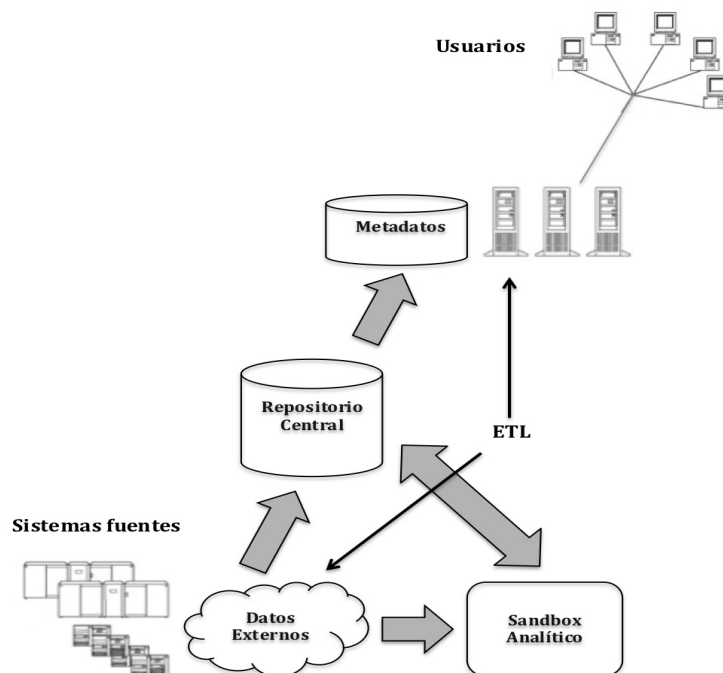 Usuarios
Metadatos
Repositorio
Central
ETL
Sistemas fuentes
Datos
Externos
Sandbox
Analítico